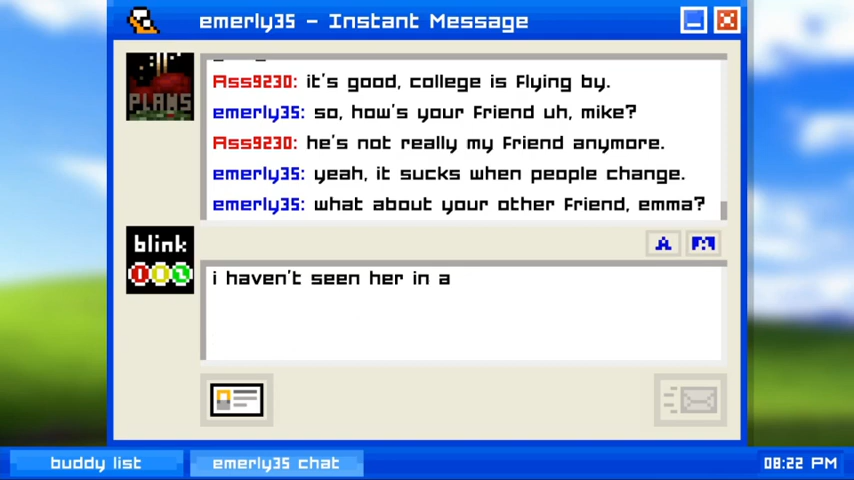 emerly35 - Instant Message
Ass9230: it's good, college is flying by.
emerly35: so, how's your friend uh, mike?
Ass9230: he's not really my friend anymore.
emerly35: yeah, it sucks when people change.
emerly35: what about your other friend, emma?
blink
182
A
i haven't seen her in a
buddy list
emerly35 chat
08:22 PM